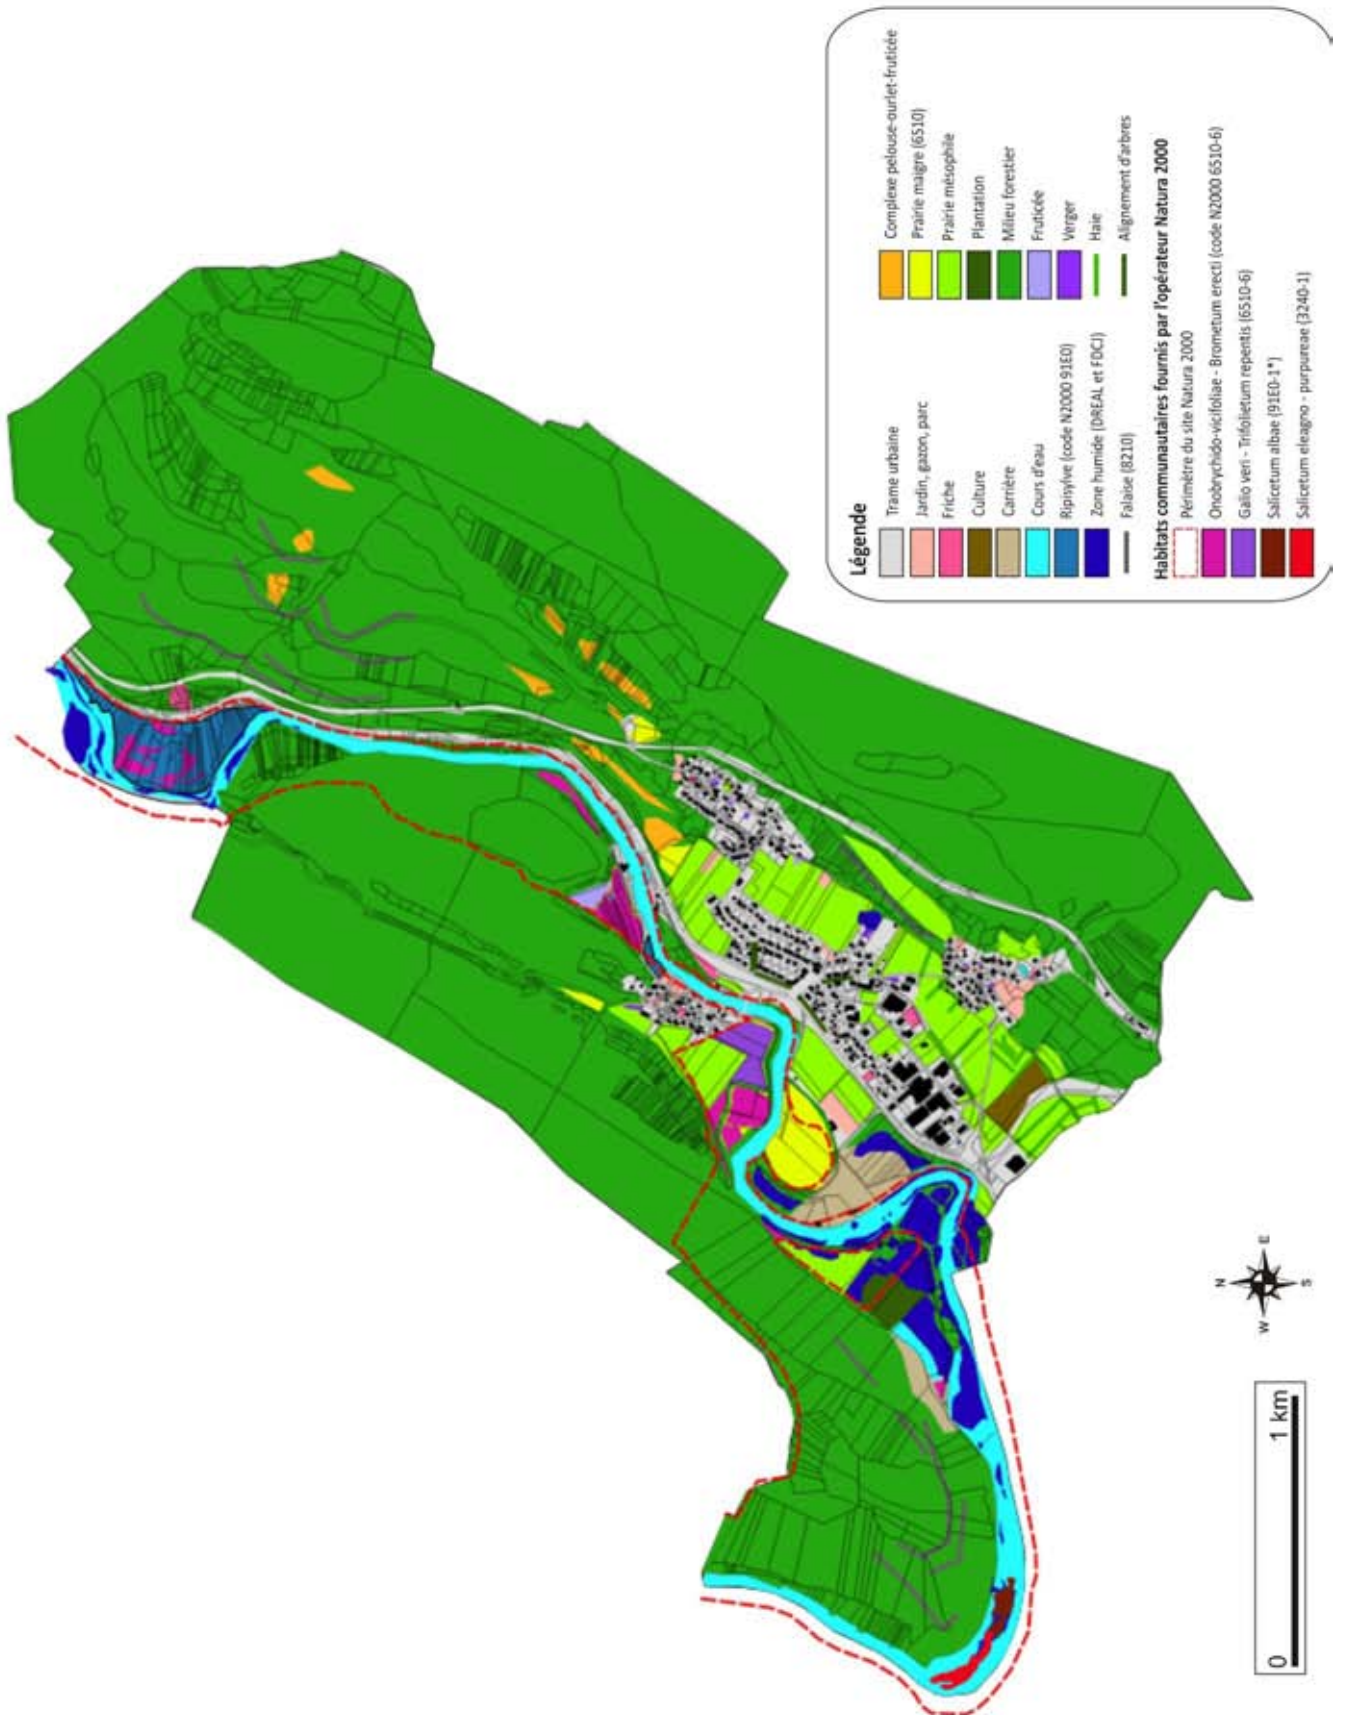 Légende
Trame urbaine
Jardin, gazon, parc
Friche
Culture
Carrière
Cours d'eau
Ripisylve (code N2000 91E0)
Zone humide (DREAL et FDCJ)
Falaise (8210)
Complexe pelouse-ourlet-fruticée
Prairie maigre (6510)
Prairie mésophile
Plantation
Milieu forestier
Fruticée
Verger
Haie
Alignement d'arbres
Habitats communautaires fournis par l'opérateur Natura 2000
Périmètre du site Natura 2000
Onobrychido-viciifoliae - Brometum erecti (code N2000 6510-6)
Galio veri - Trifolietum repentis (6510-6)
Salicetum albae (91E0-1*)
Salicetum eleagno - purpureae (3240-1)
N
W
E
S
0
1 km